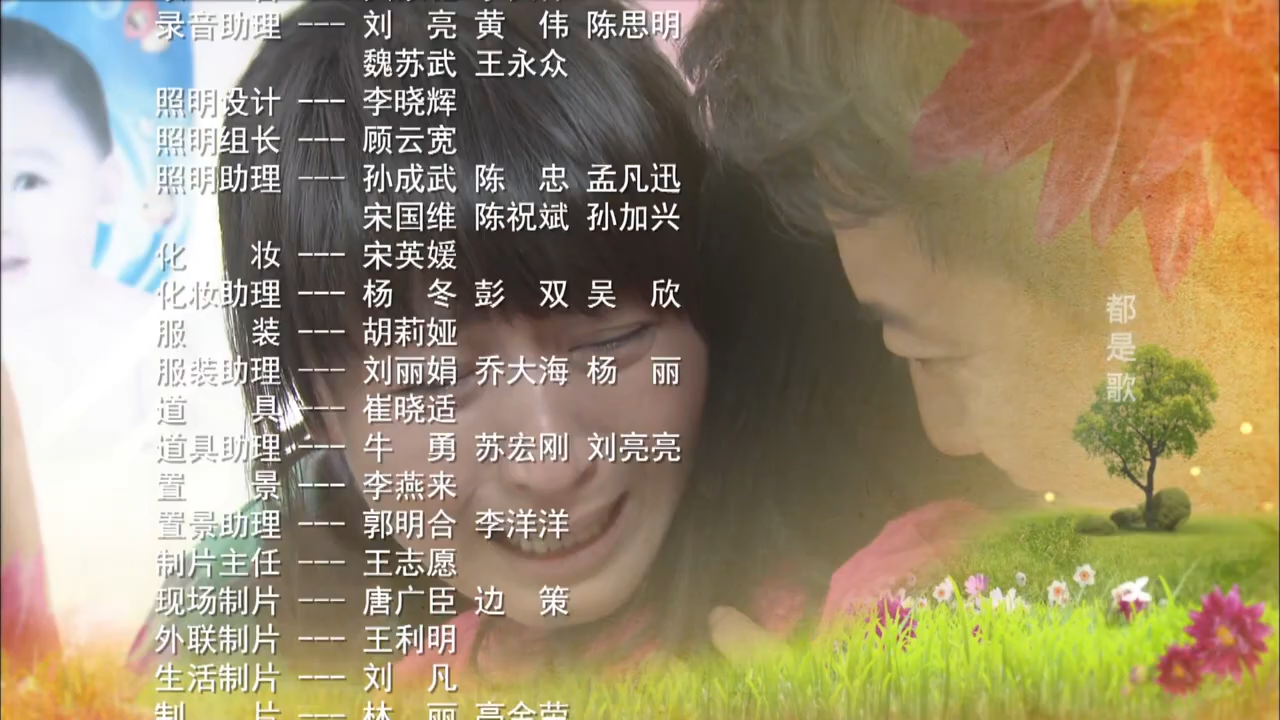 录音助理 --- 刘 亮 黄 伟 陈思明
魏苏武 王永众
照明设计 --- 李晓辉
照明组长 --- 顾云宽
照明助理 --- 孙成武 陈 忠 孟凡迅
宋国维 陈祝斌 孙加兴
化 妆 --- 宋英媛
化妆助理 --- 杨 冬 彭 双 吴 欣
服 装 --- 胡莉娅
服装助理 --- 刘丽娟 乔大海 杨 丽
道 具 --- 崔晓适
道具助理 --- 牛 勇 苏宏刚 刘亮亮
置 景 --- 李燕来
置景助理 --- 郭明合 李洋洋
制片主任 --- 王志愿
现场制片 --- 唐广臣 边 策
外联制片 --- 王利明
生活制片 --- 刘 凡
制 片 --- 林 丽 高金荣
都是歌